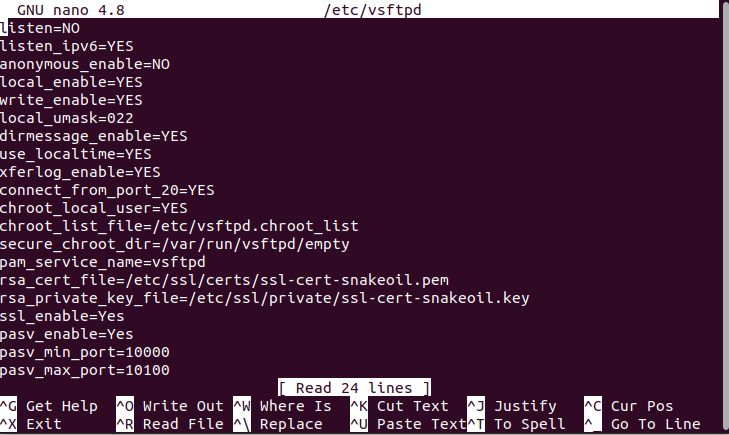 GNU nano 4.8 /etc/vsftpd
listen=NO
listen_ipv6=YES
anonymous_enable=NO
local_enable=YES
write_enable=YES
local_umask=022
dirmessage_enable=YES
use_localtime=YES
xferlog_enable=YES
connect_from_port_20=YES
chroot_local_user=YES
chroot_list_file=/etc/vsftpd.chroot_list
secure_chroot_dir=/var/run/vsftpd/empty
pam_service_name=vsftpd
rsa_cert_file=/etc/ssl/certs/ssl-cert-snakeoil.pem
rsa_private_key_file=/etc/ssl/private/ssl-cert-snakeoil.key
ssl_enable=Yes
pasv_enable=Yes
pasv_min_port=10000
pasv_max_port=10100
[ Read 24 lines ]
^G Get Help ^O Write Out ^W Where Is ^K Cut Text ^J Justify ^C Cur Pos
^X Exit ^R Read File ^\ Replace ^U Paste Text ^T To Spell ^_ Go To Line